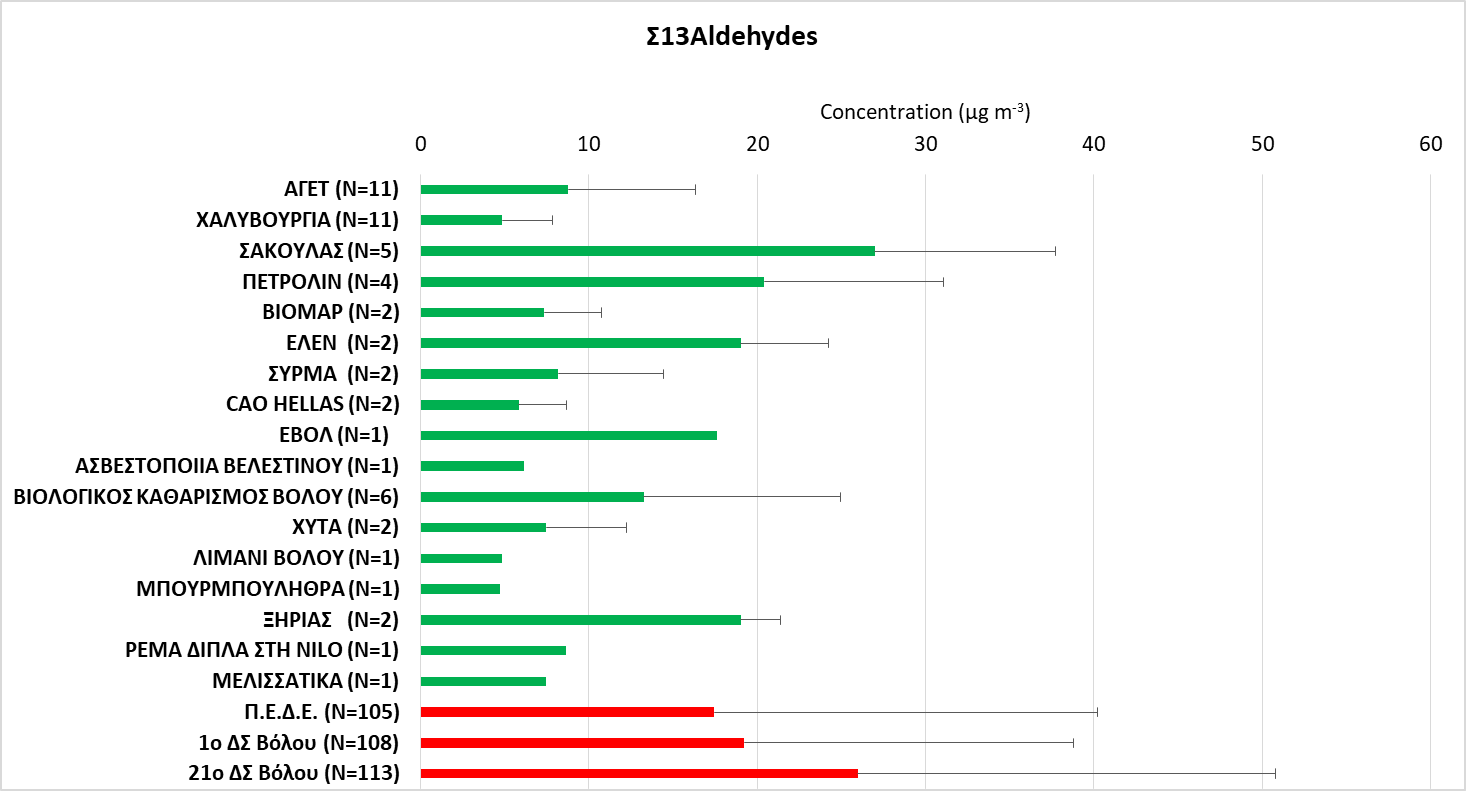 Σ13Aldehydes
Concentration (μg m⁻³)
0 10 20 30 40 50 60
ΑΓΕΤ (N=11)
ΧΑΛΥΒΟΥΡΓΙΑ (N=11)
ΣΑΚΟΥΛΑΣ (N=5)
ΠΕΤΡΟΛΙΝ (N=4)
ΒΙΟΜΑΡ (N=2)
ΕΛΕΝ (N=2)
ΣΥΡΜΑ (N=2)
CAO HELLAS (N=2)
ΕΒΟΛ (N=1)
ΑΣΒΕΣΤΟΠΟΙΙΑ ΒΕΛΕΣΤΙΝΟΥ (N=1)
ΒΙΟΛΟΓΙΚΟΣ ΚΑΘΑΡΙΣΜΟΣ ΒΟΛΟΥ (N=6)
ΧΥΤΑ (N=2)
ΛΙΜΑΝΙ ΒΟΛΟΥ (N=1)
ΜΠΟΥΡΜΠΟΥΛΗΘΡΑ (N=1)
ΞΗΡΙΑΣ (N=2)
ΡΕΜΑ ΔΙΠΛΑ ΣΤΗ NILO (N=1)
ΜΕΛΙΣΣΑΤΙΚΑ (N=1)
Π.Ε.Δ.Ε. (N=105)
1ο ΔΣ Βόλου (N=108)
21ο ΔΣ Βόλου (N=113)